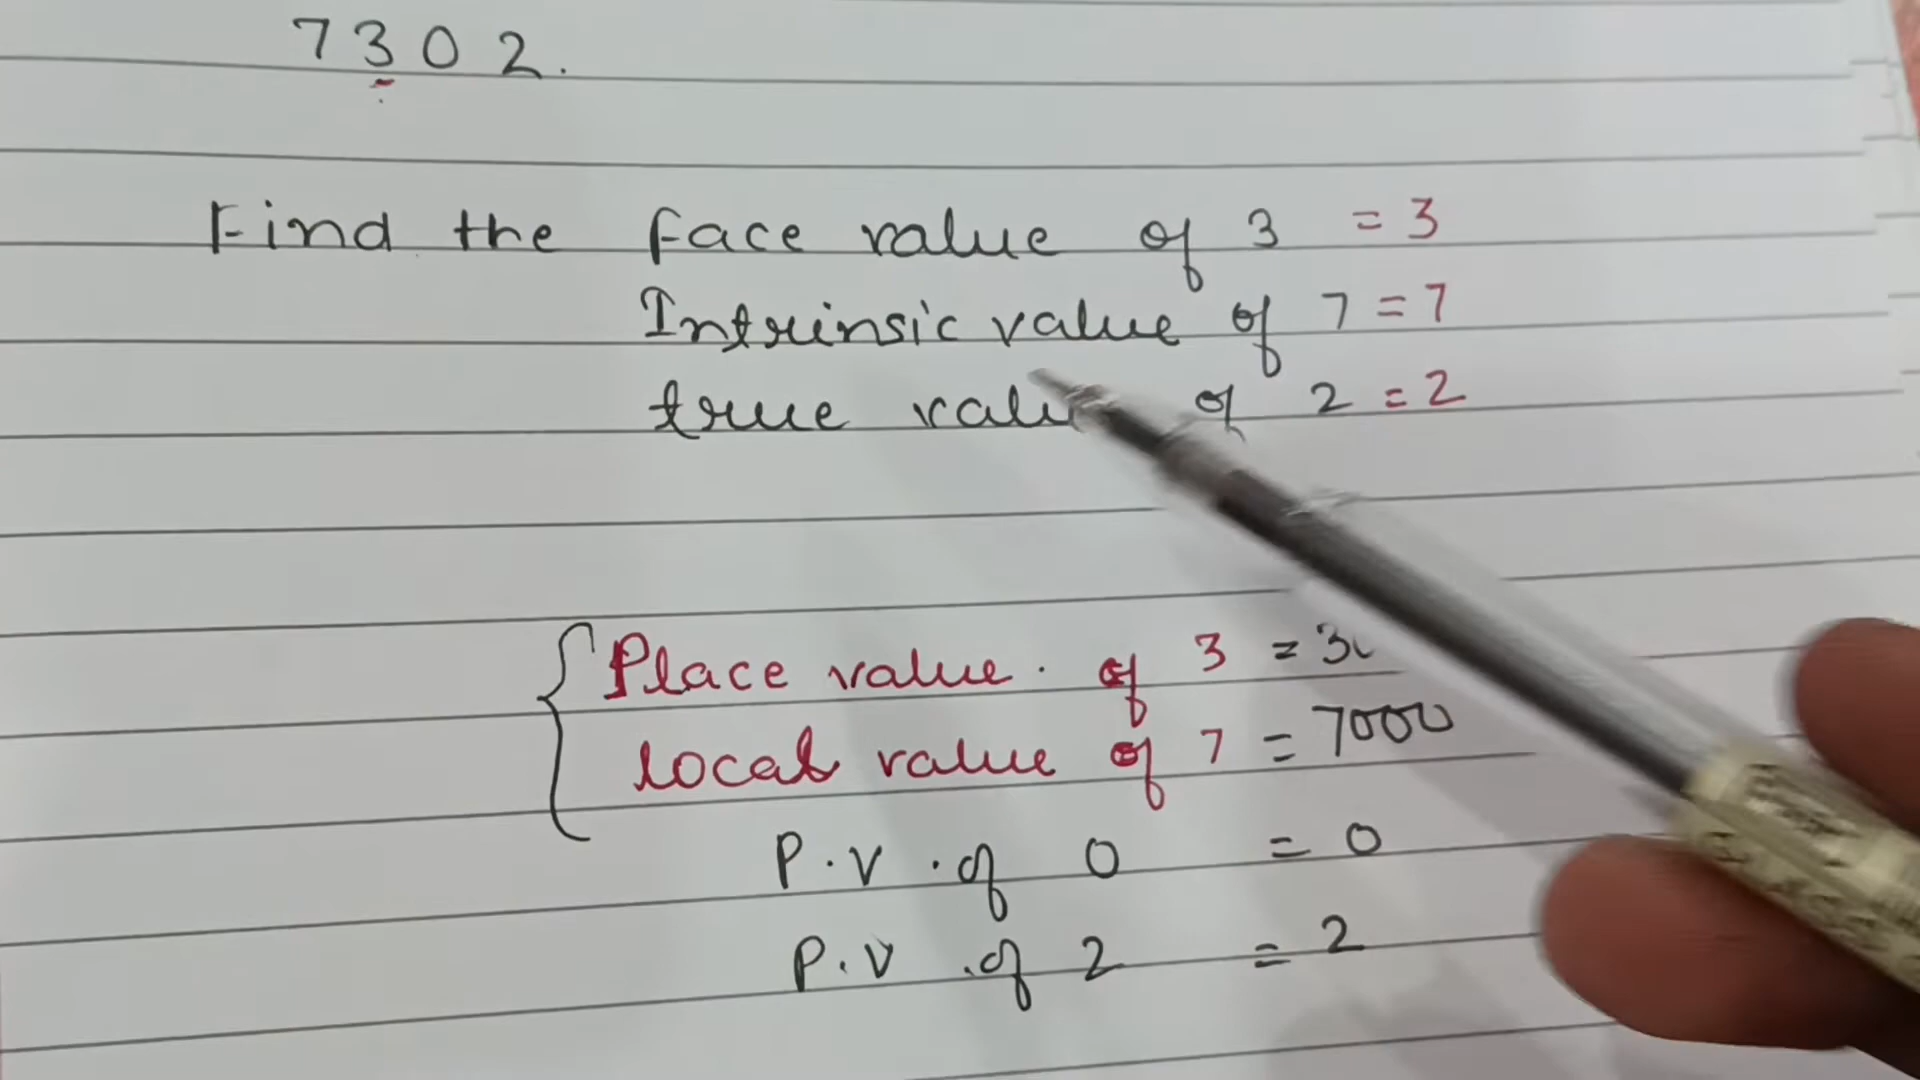 7302.
Find the Face value of 3 = 3
Intrinsic value of 7 = 7
true of 2 = 2
Place value. of 3 =
local value of 7 = 7000
P.V. of 0 = 0
P.V. of 2 = 2